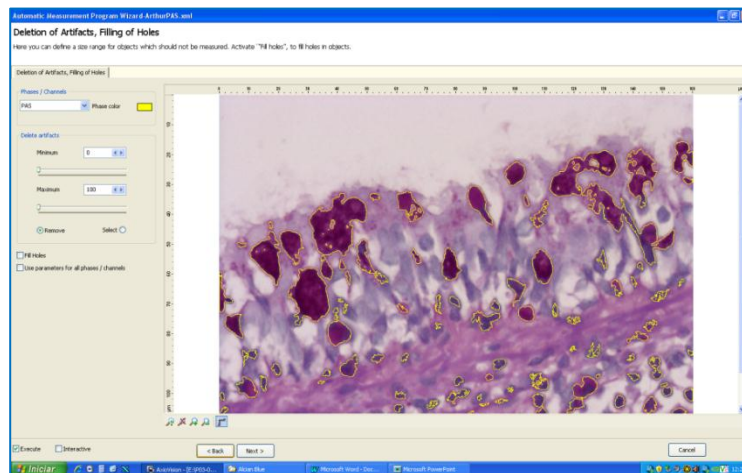 Automatic Measurement Program Wizard-ArthurPAS.xml
Deletion of Artifacts, Filling of Holes
Here you can define a size range for objects which should not be measured. Activate "Fill holes", to fill holes in objects.
Deletion of Artifacts, Filling of Holes
Phases / Channels
PAS
Phase color
Delete artifacts
Minimum
0
Maximum
100
Remove
Select
Fill Holes
Use parameters for all phases / channels
Execute
Interactive
< Back
Next >
Cancel
Iniciar
Alcian Blue
Microsoft Word - Doc...
Microsoft PowerPoint